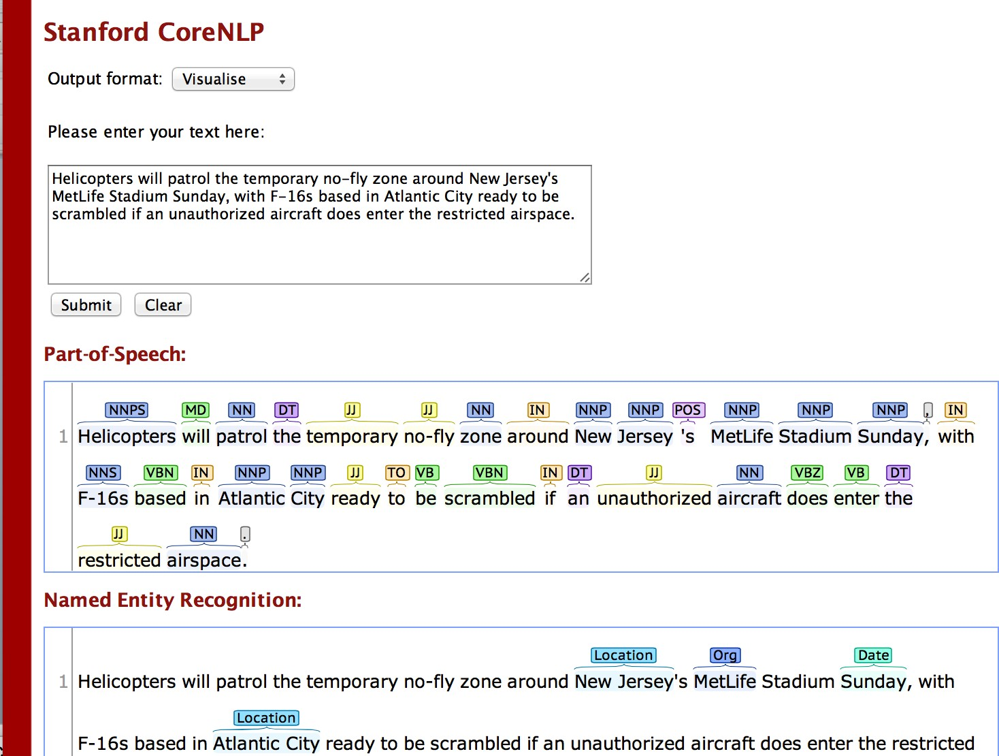 Stanford CoreNLP
Output format: Visualise
Please enter your text here:
Helicopters will patrol the temporary no-fly zone around New Jersey's
MetLife Stadium Sunday, with F-16s based in Atlantic City ready to be
scrambled if an unauthorized aircraft does enter the restricted airspace.
Submit Clear
Part-of-Speech:
NNPS MD NN DT JJ JJ NN IN NNP NNP POS NNP NNP NNP , IN
1 Helicopters will patrol the temporary no-fly zone around New Jersey 's MetLife Stadium Sunday, with
NNS VBN IN NNP NNP JJ TO VB VBN IN DT JJ NN VBZ VB DT
F-16s based in Atlantic City ready to be scrambled if an unauthorized aircraft does enter the
JJ NN .
restricted airspace.
Named Entity Recognition:
Location Org Date
1 Helicopters will patrol the temporary no-fly zone around New Jersey's MetLife Stadium Sunday, with
Location
F-16s based in Atlantic City ready to be scrambled if an unauthorized aircraft does enter the restricted